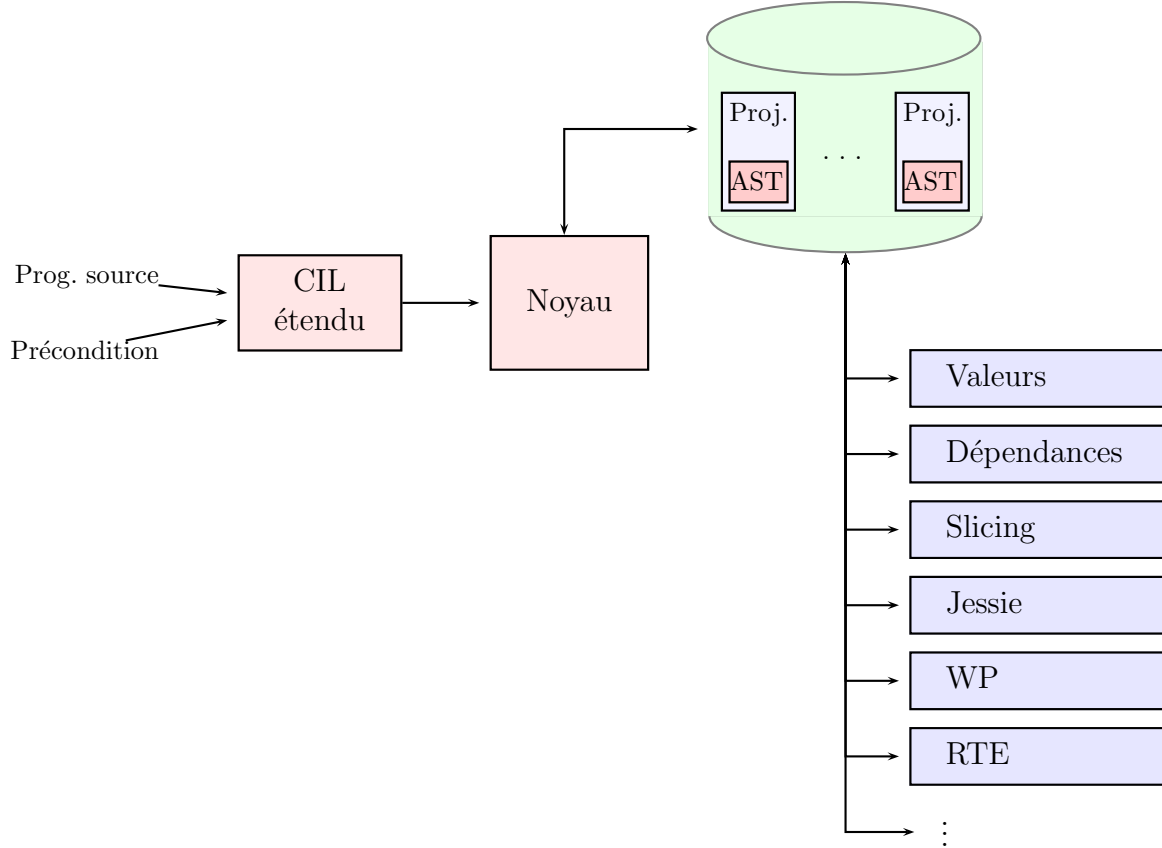 Proj.
Proj.
. . .
AST
AST
Prog. source
CIL
étendu
Noyau
Précondition
Valeurs
Dépendances
Slicing
Jessie
WP
RTE
⋮